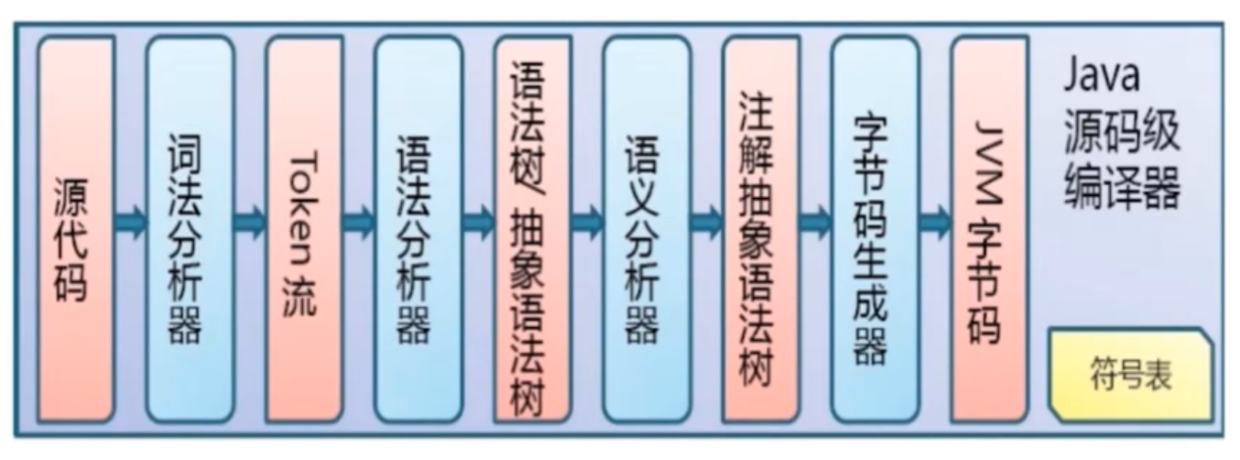 源代码
词法分析器
Token 流
语法分析器
语法树/抽象语法树
语义分析器
注解抽象语法树
字节码生成器
JVM 字节码
Java
源码级
编译器
符号表